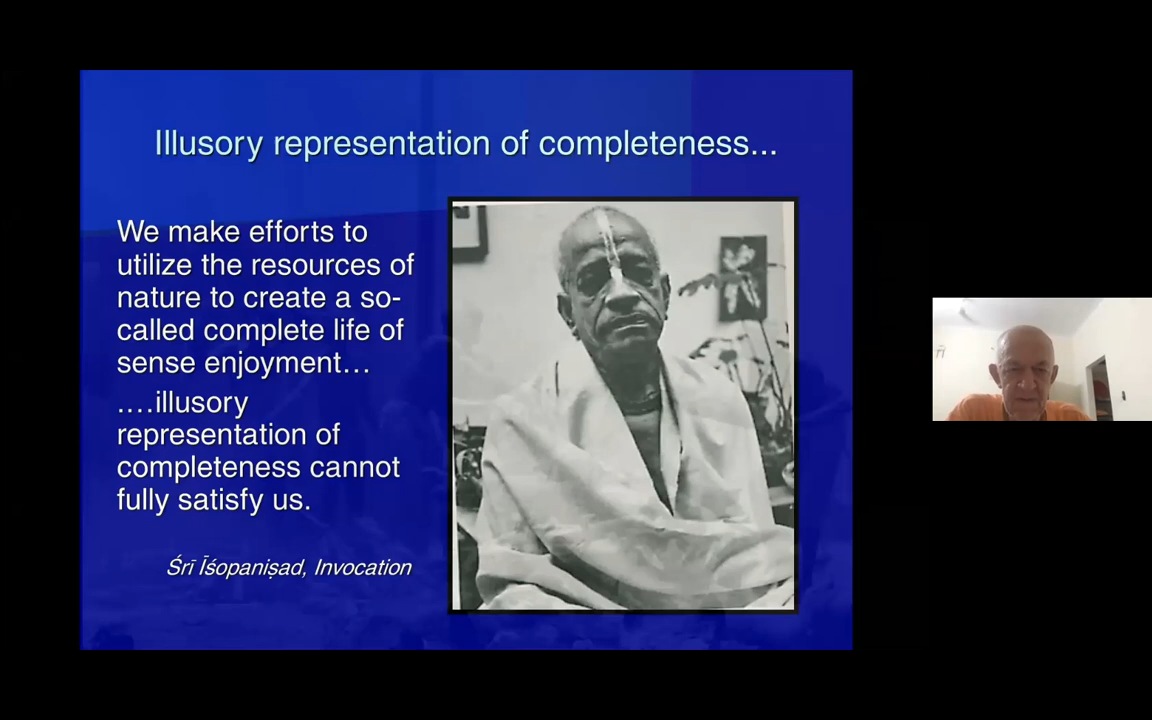 Illusory representation of completeness...
We make efforts to
utilize the resources of
nature to create a so-
called complete life of
sense enjoyment…
….illusory
representation of
completeness cannot
fully satisfy us.
Śrī Īśopaniṣad, Invocation